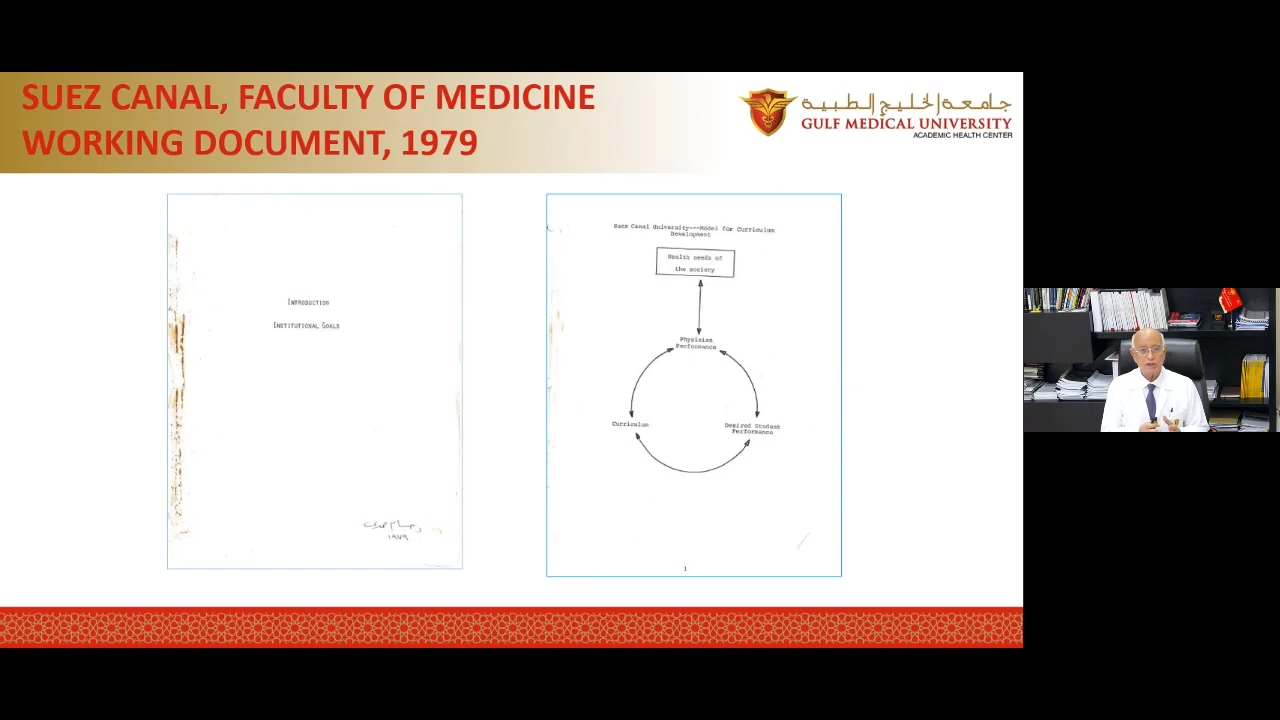 SUEZ CANAL, FACULTY OF MEDICINE
WORKING DOCUMENT, 1979
جامعة الخليج الطبية
GULF MEDICAL UNIVERSITY
ACADEMIC HEALTH CENTER
INTRODUCTION
INSTITUTIONAL GOALS
١٩٧٩
Suez Canal University---Model for Curriculum
Development
Health needs of
the society
Physician
Performance
Curriculum
Desired Student
Performance
1